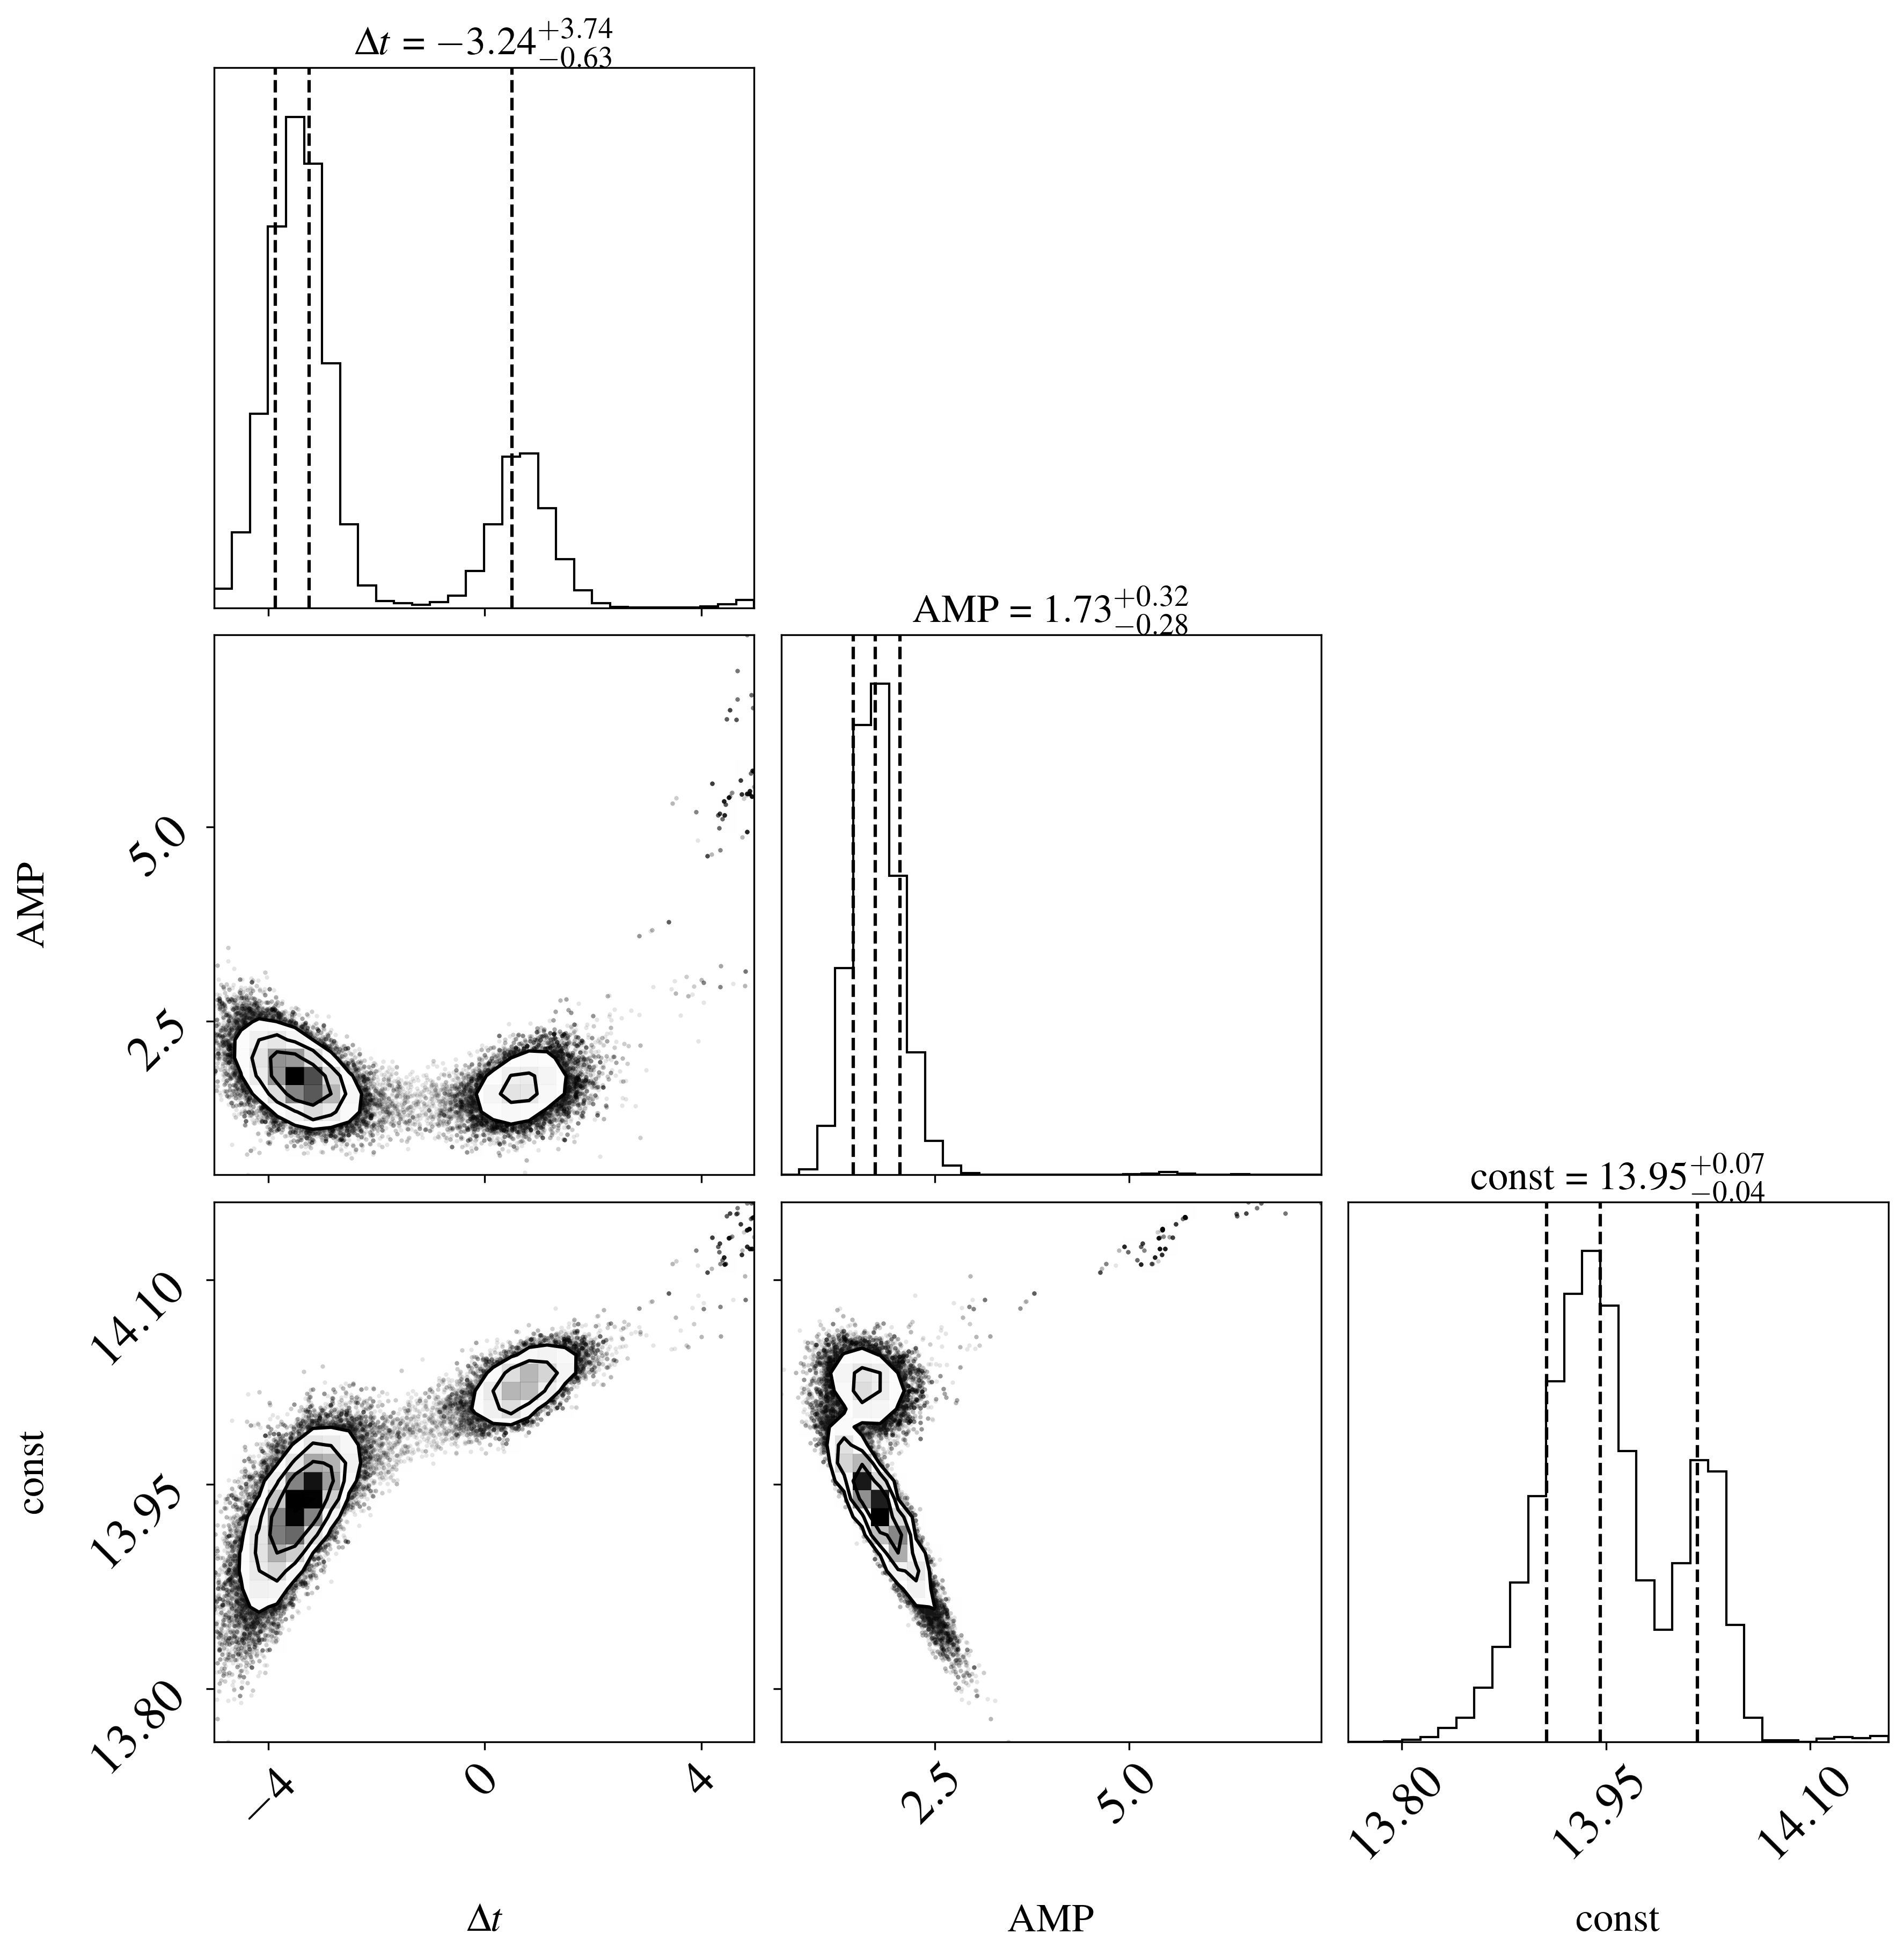 Δt = −3.24 +3.74 −0.63
AMP = 1.73 +0.32 −0.28
5.0
AMP
2.5
const = 13.95 +0.07 −0.04
14.10
const
13.95
13.80
−4 0 4 2.5 5.0 13.80 13.95 14.10
Δt AMP const